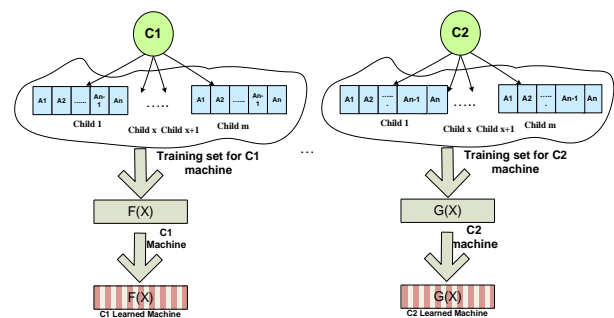 C1
A1 A2 ...... An-1 An
.....
A1 A2 ...... An-1 An
Child 1
Child x Child x+1
Child m
Training set for C1
machine
F(X)
C1
Machine
F(X)
C1 Learned Machine
...
C2
A1 A2 ...... An-1 An
.....
A1 A2 ...... An-1 An
Child 1
Child x Child x+1
Child m
Training set for C2
machine
G(X)
C2
machine
G(X)
C2 Learned Machine